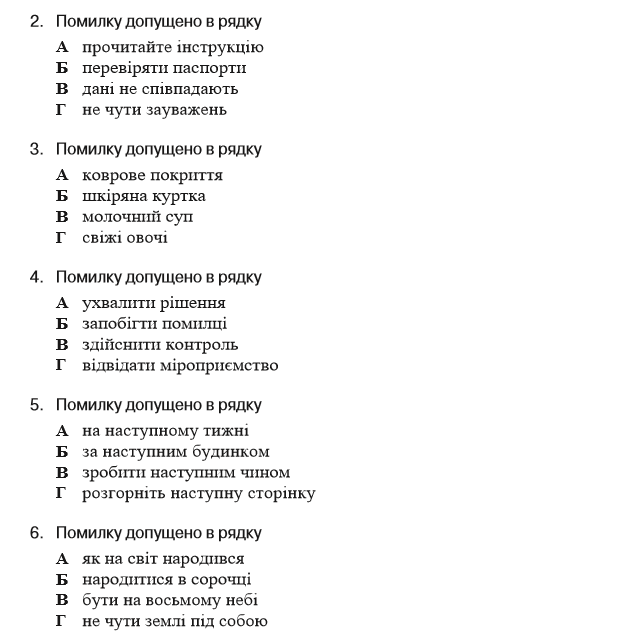 2. Помилку допущено в рядку
А прочитайте інструкцію
Б перевіряти паспорти
В дані не співпадають
Г не чути зауважень
3. Помилку допущено в рядку
А коврове покриття
Б шкіряна куртка
В молочний суп
Г свіжі овочі
4. Помилку допущено в рядку
А ухвалити рішення
Б запобігти помилці
В здійснити контроль
Г відвідати міроприємство
5. Помилку допущено в рядку
А на наступному тижні
Б за наступним будинком
В зробити наступним чином
Г розгорніть наступну сторінку
6. Помилку допущено в рядку
А як на світ народився
Б народитися в сорочці
В бути на восьмому небі
Г не чути землі під собою